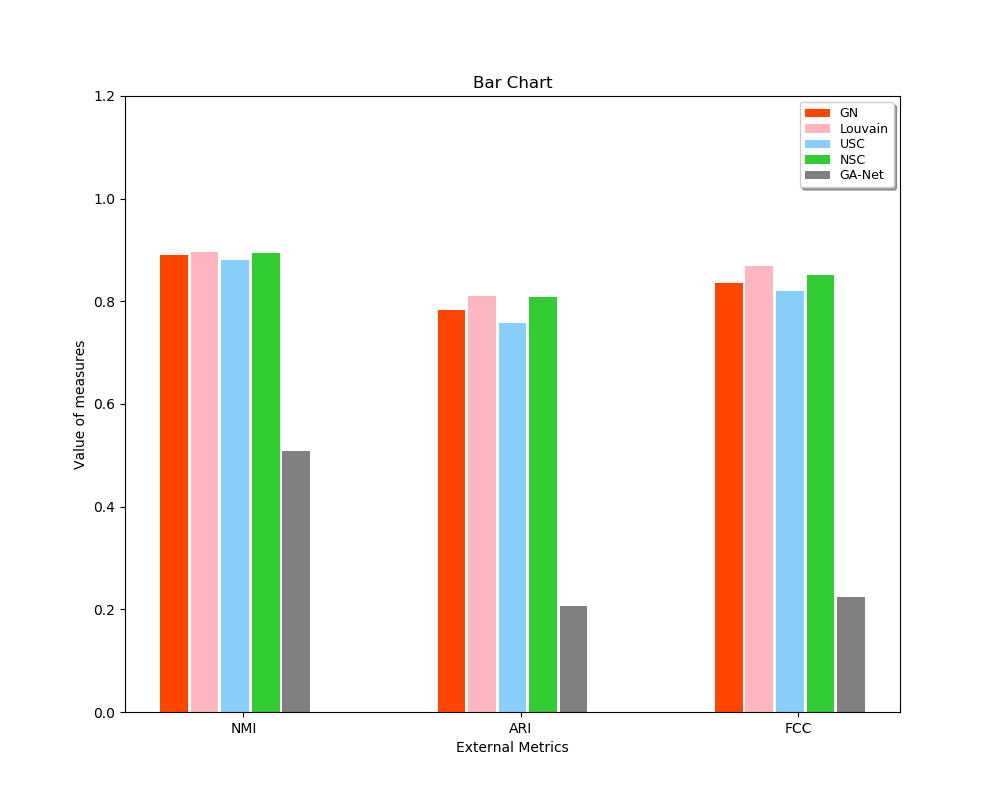 Bar Chart
1.2
1.0
0.8
0.6
0.4
0.2
0.0
Value of measures
GN
Louvain
USC
NSC
GA-Net
NMI ARI FCC
External Metrics